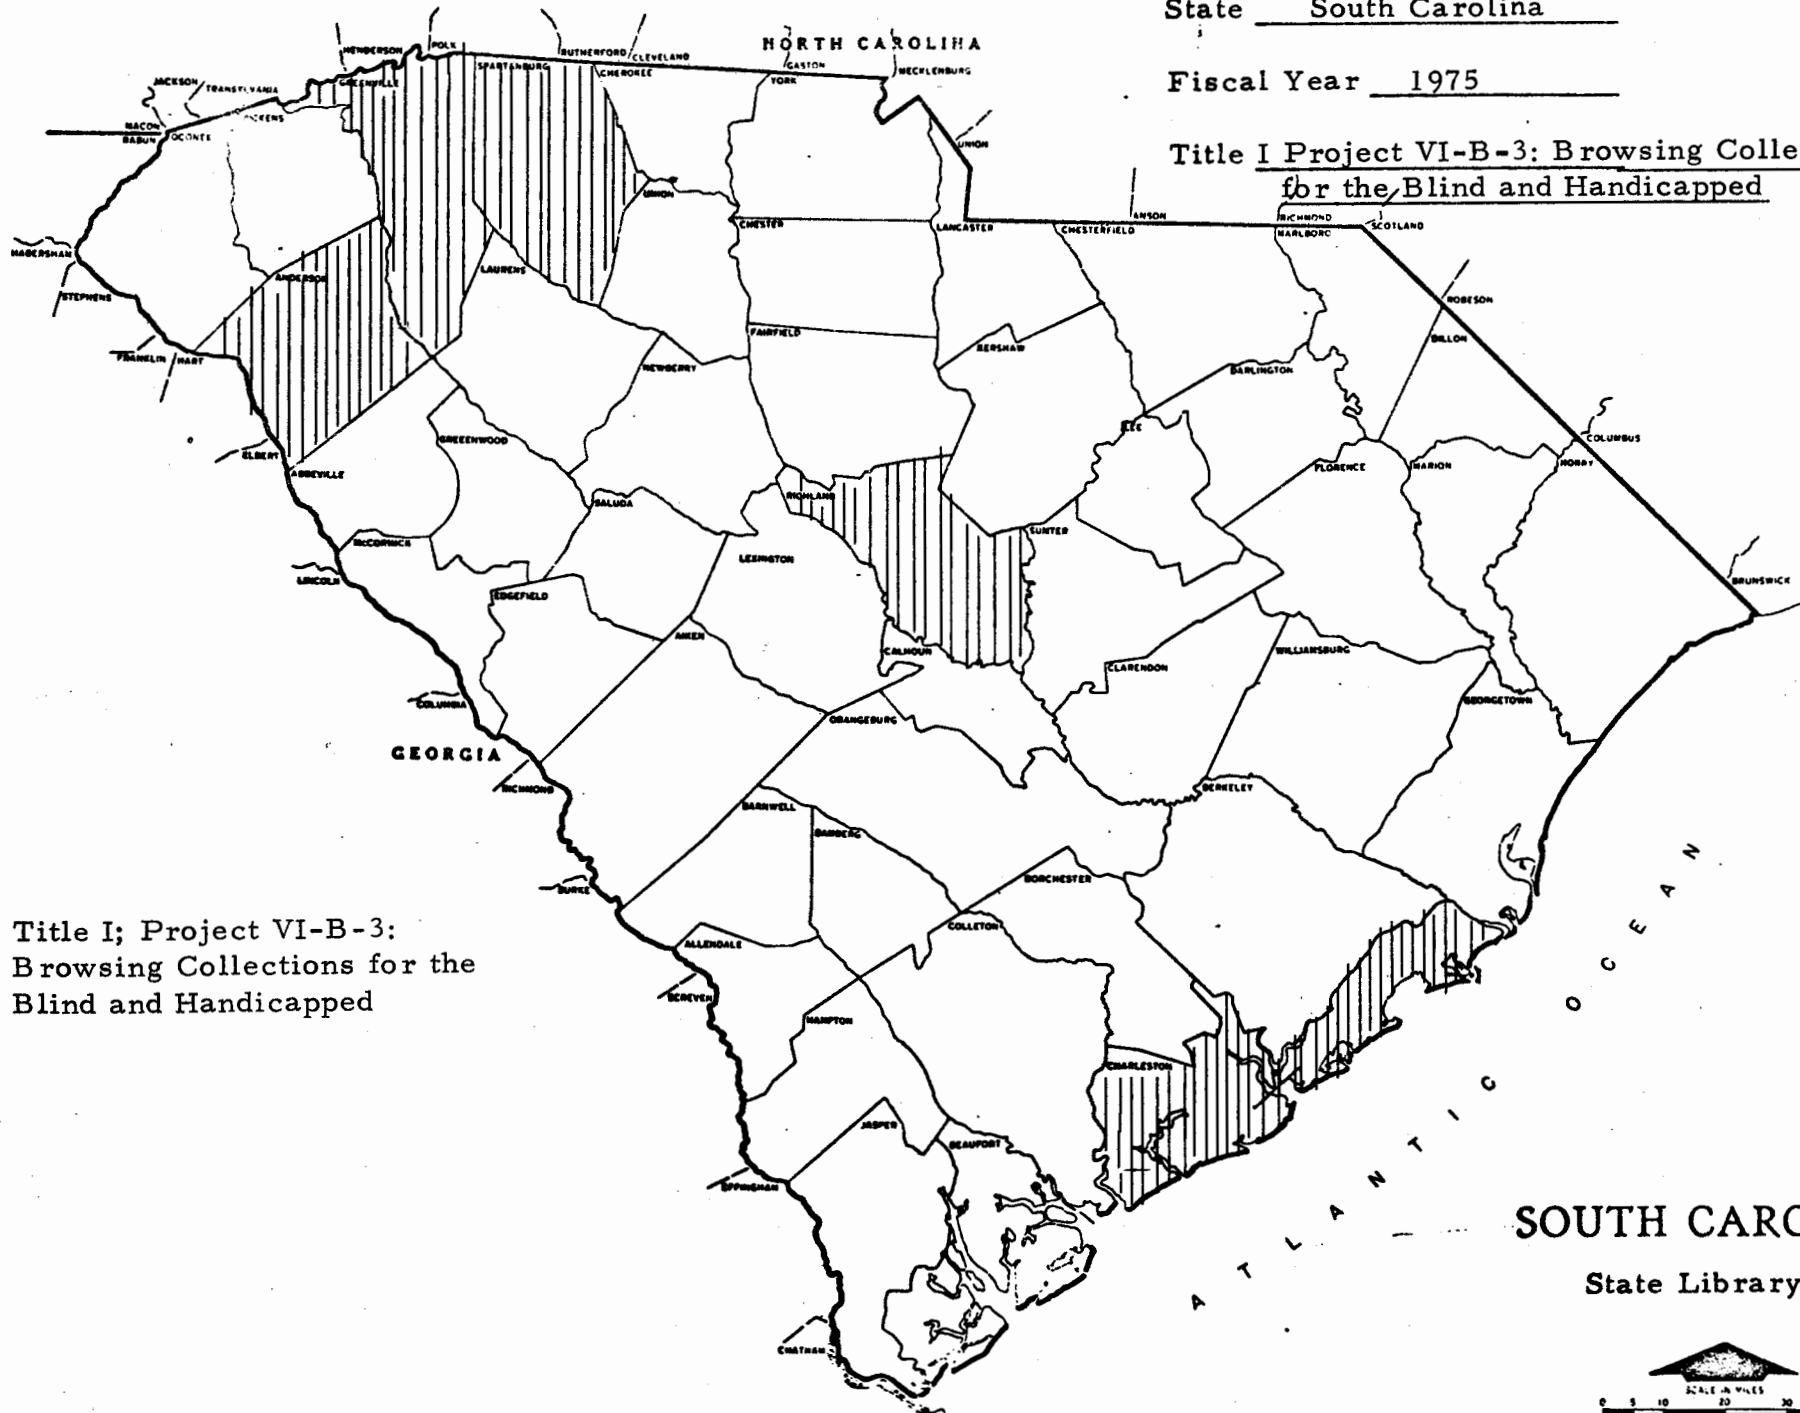 State South Carolina
Fiscal Year 1975
Title I Project VI-B-3: Browsing Colle
for the Blind and Handicapped
NORTH CAROLINA
HENDERSON
POLK
RUTHERFORD
CLEVELAND
GASTON
MECKLENBURG
JACKSON
TRANSYLVANIA
GREENVILLE
SPARTANBURG
CHEROKEE
YORK
MACON
RABUN
OCONEE
PICKENS
UNION
UNION
CHESTER
LANCASTER
ANSON
CHESTERFIELD
RICHMOND
MARLBORO
SCOTLAND
HABERSHAM
STEPHENS
ANDERSON
LAURENS
ROBESON
DILLON
FRANKLIN
HART
FAIRFIELD
KERSHAW
NEWBERRY
DARLINGTON
LEE
ELBERT
ABBEVILLE
GREEENWOOD
COLUMBUS
HORRY
FLORENCE
MARION
RICHLAND
SALUDA
SUMTER
McCORMICK
LEXINGTON
LINCOLN
EDGEFIELD
BRUNSWICK
AIKEN
CALHOUN
CLARENDON
WILLIAMSBURG
GEORGETOWN
COLUMBIA
ORANGEBURG
GEORGIA
RICHMOND
BARNWELL
BAMBERG
BERKELEY
DORCHESTER
BURKE
COLLETON
ALLENDALE
Title I; Project VI-B-3:
Browsing Collections for the
Blind and Handicapped
SCREVEN
HAMPTON
CHARLESTON
JASPER
BEAUFORT
EFFINGHAM
CHATHAM
ATLANTIC OCEAN
SOUTH CARO
State Library
SCALE IN MILES
0 5 10 20 30